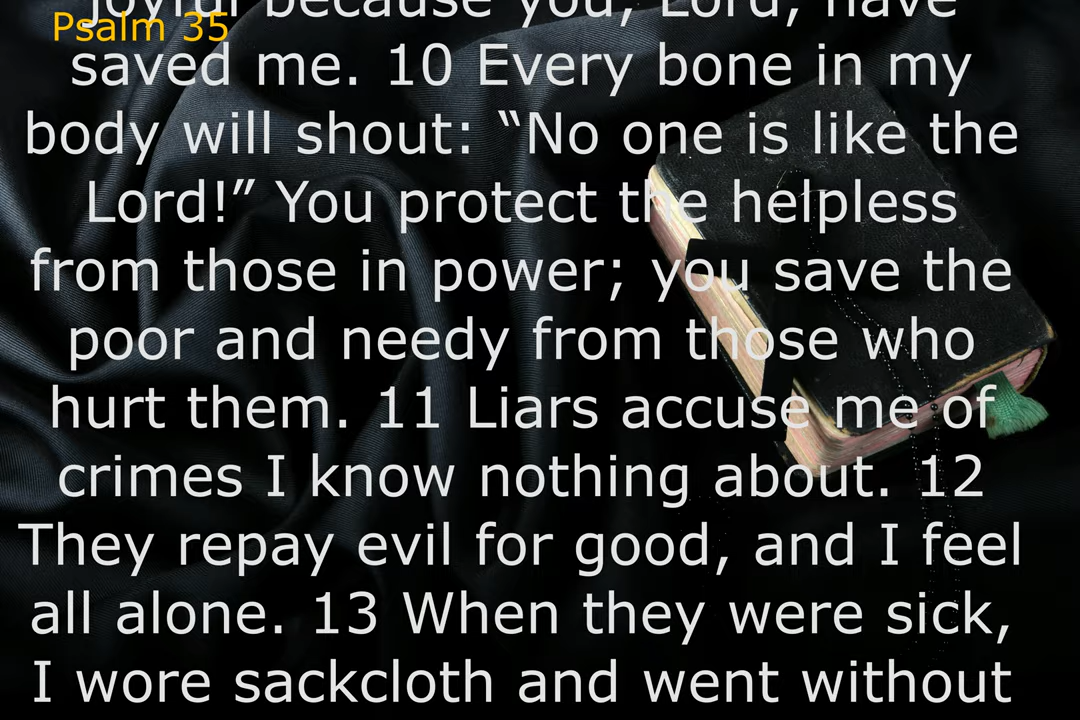 joyful because you, Lord, have
Psalm 35
saved me. 10 Every bone in my
body will shout: “No one is like the
Lord!” You protect the helpless
from those in power; you save the
poor and needy from those who
hurt them. 11 Liars accuse me of
crimes I know nothing about. 12
They repay evil for good, and I feel
all alone. 13 When they were sick,
I wore sackcloth and went without